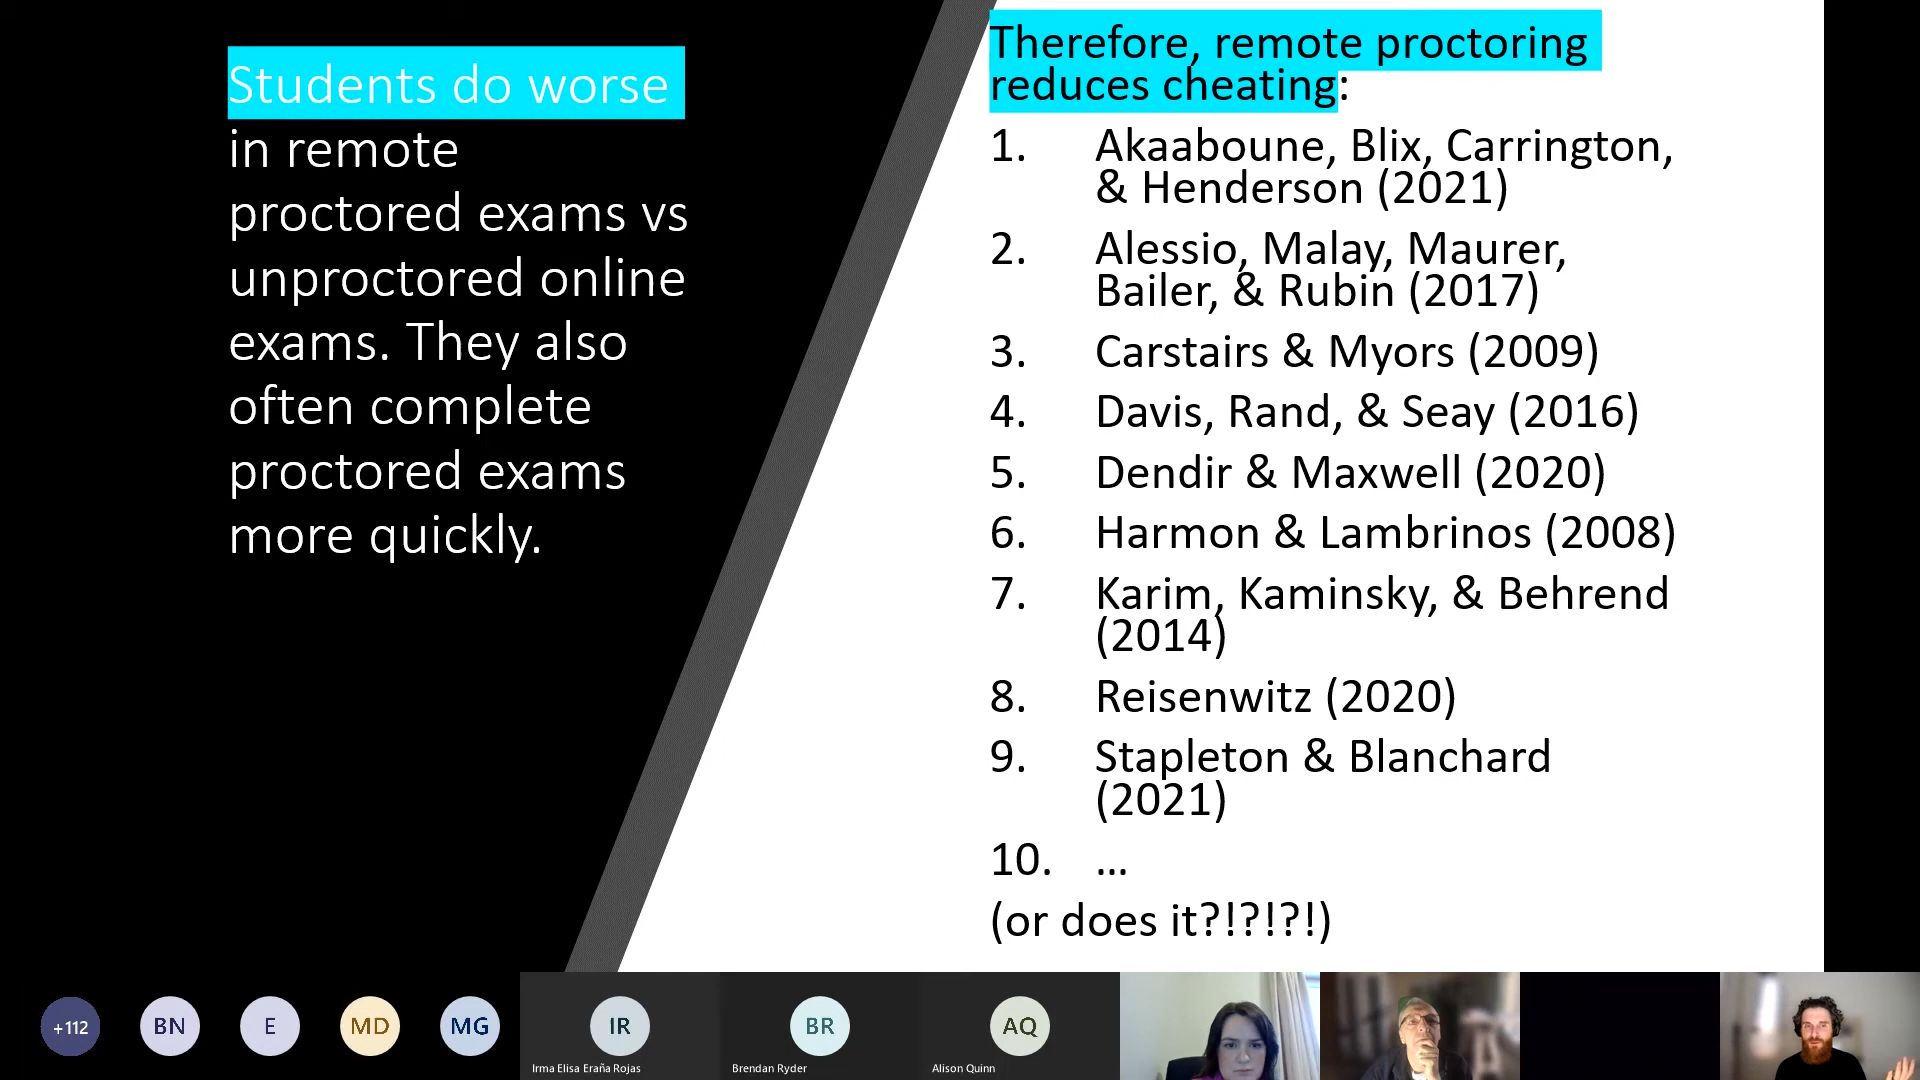 Students do worse
in remote
proctored exams vs
unproctored online
exams. They also
often complete
proctored exams
more quickly.
Therefore, remote proctoring
reduces cheating:
1. Akaaboune, Blix, Carrington,
& Henderson (2021)
2. Alessio, Malay, Maurer,
Bailer, & Rubin (2017)
3. Carstairs & Myors (2009)
4. Davis, Rand, & Seay (2016)
5. Dendir & Maxwell (2020)
6. Harmon & Lambrinos (2008)
7. Karim, Kaminsky, & Behrend
(2014)
8. Reisenwitz (2020)
9. Stapleton & Blanchard
(2021)
10. ...
(or does it?!?!?!)
+112
BN
E
MD
MG
IR
BR
AQ
Irma Elisa Eraña Rojas
Brendan Ryder
Alison Quinn